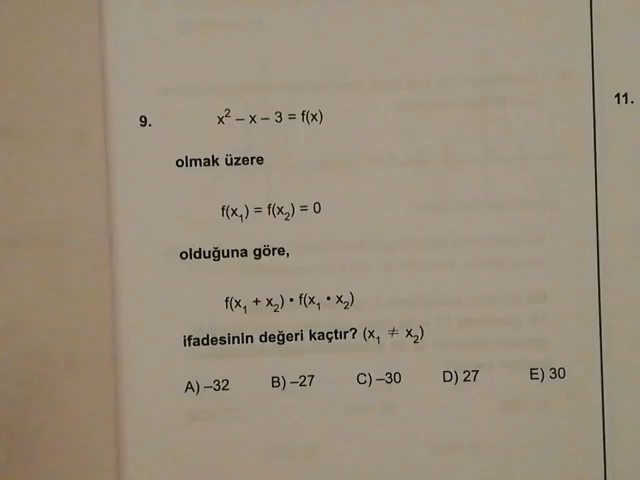 9. x² – x – 3 = f(x)
11.
olmak üzere
f(x₁) = f(x₂) = 0
olduğuna göre,
f(x₁ + x₂) • f(x₁ • x₂)
ifadesinin değeri kaçtır? (x₁ ≠ x₂)
A) –32 B) –27 C) –30 D) 27 E) 30